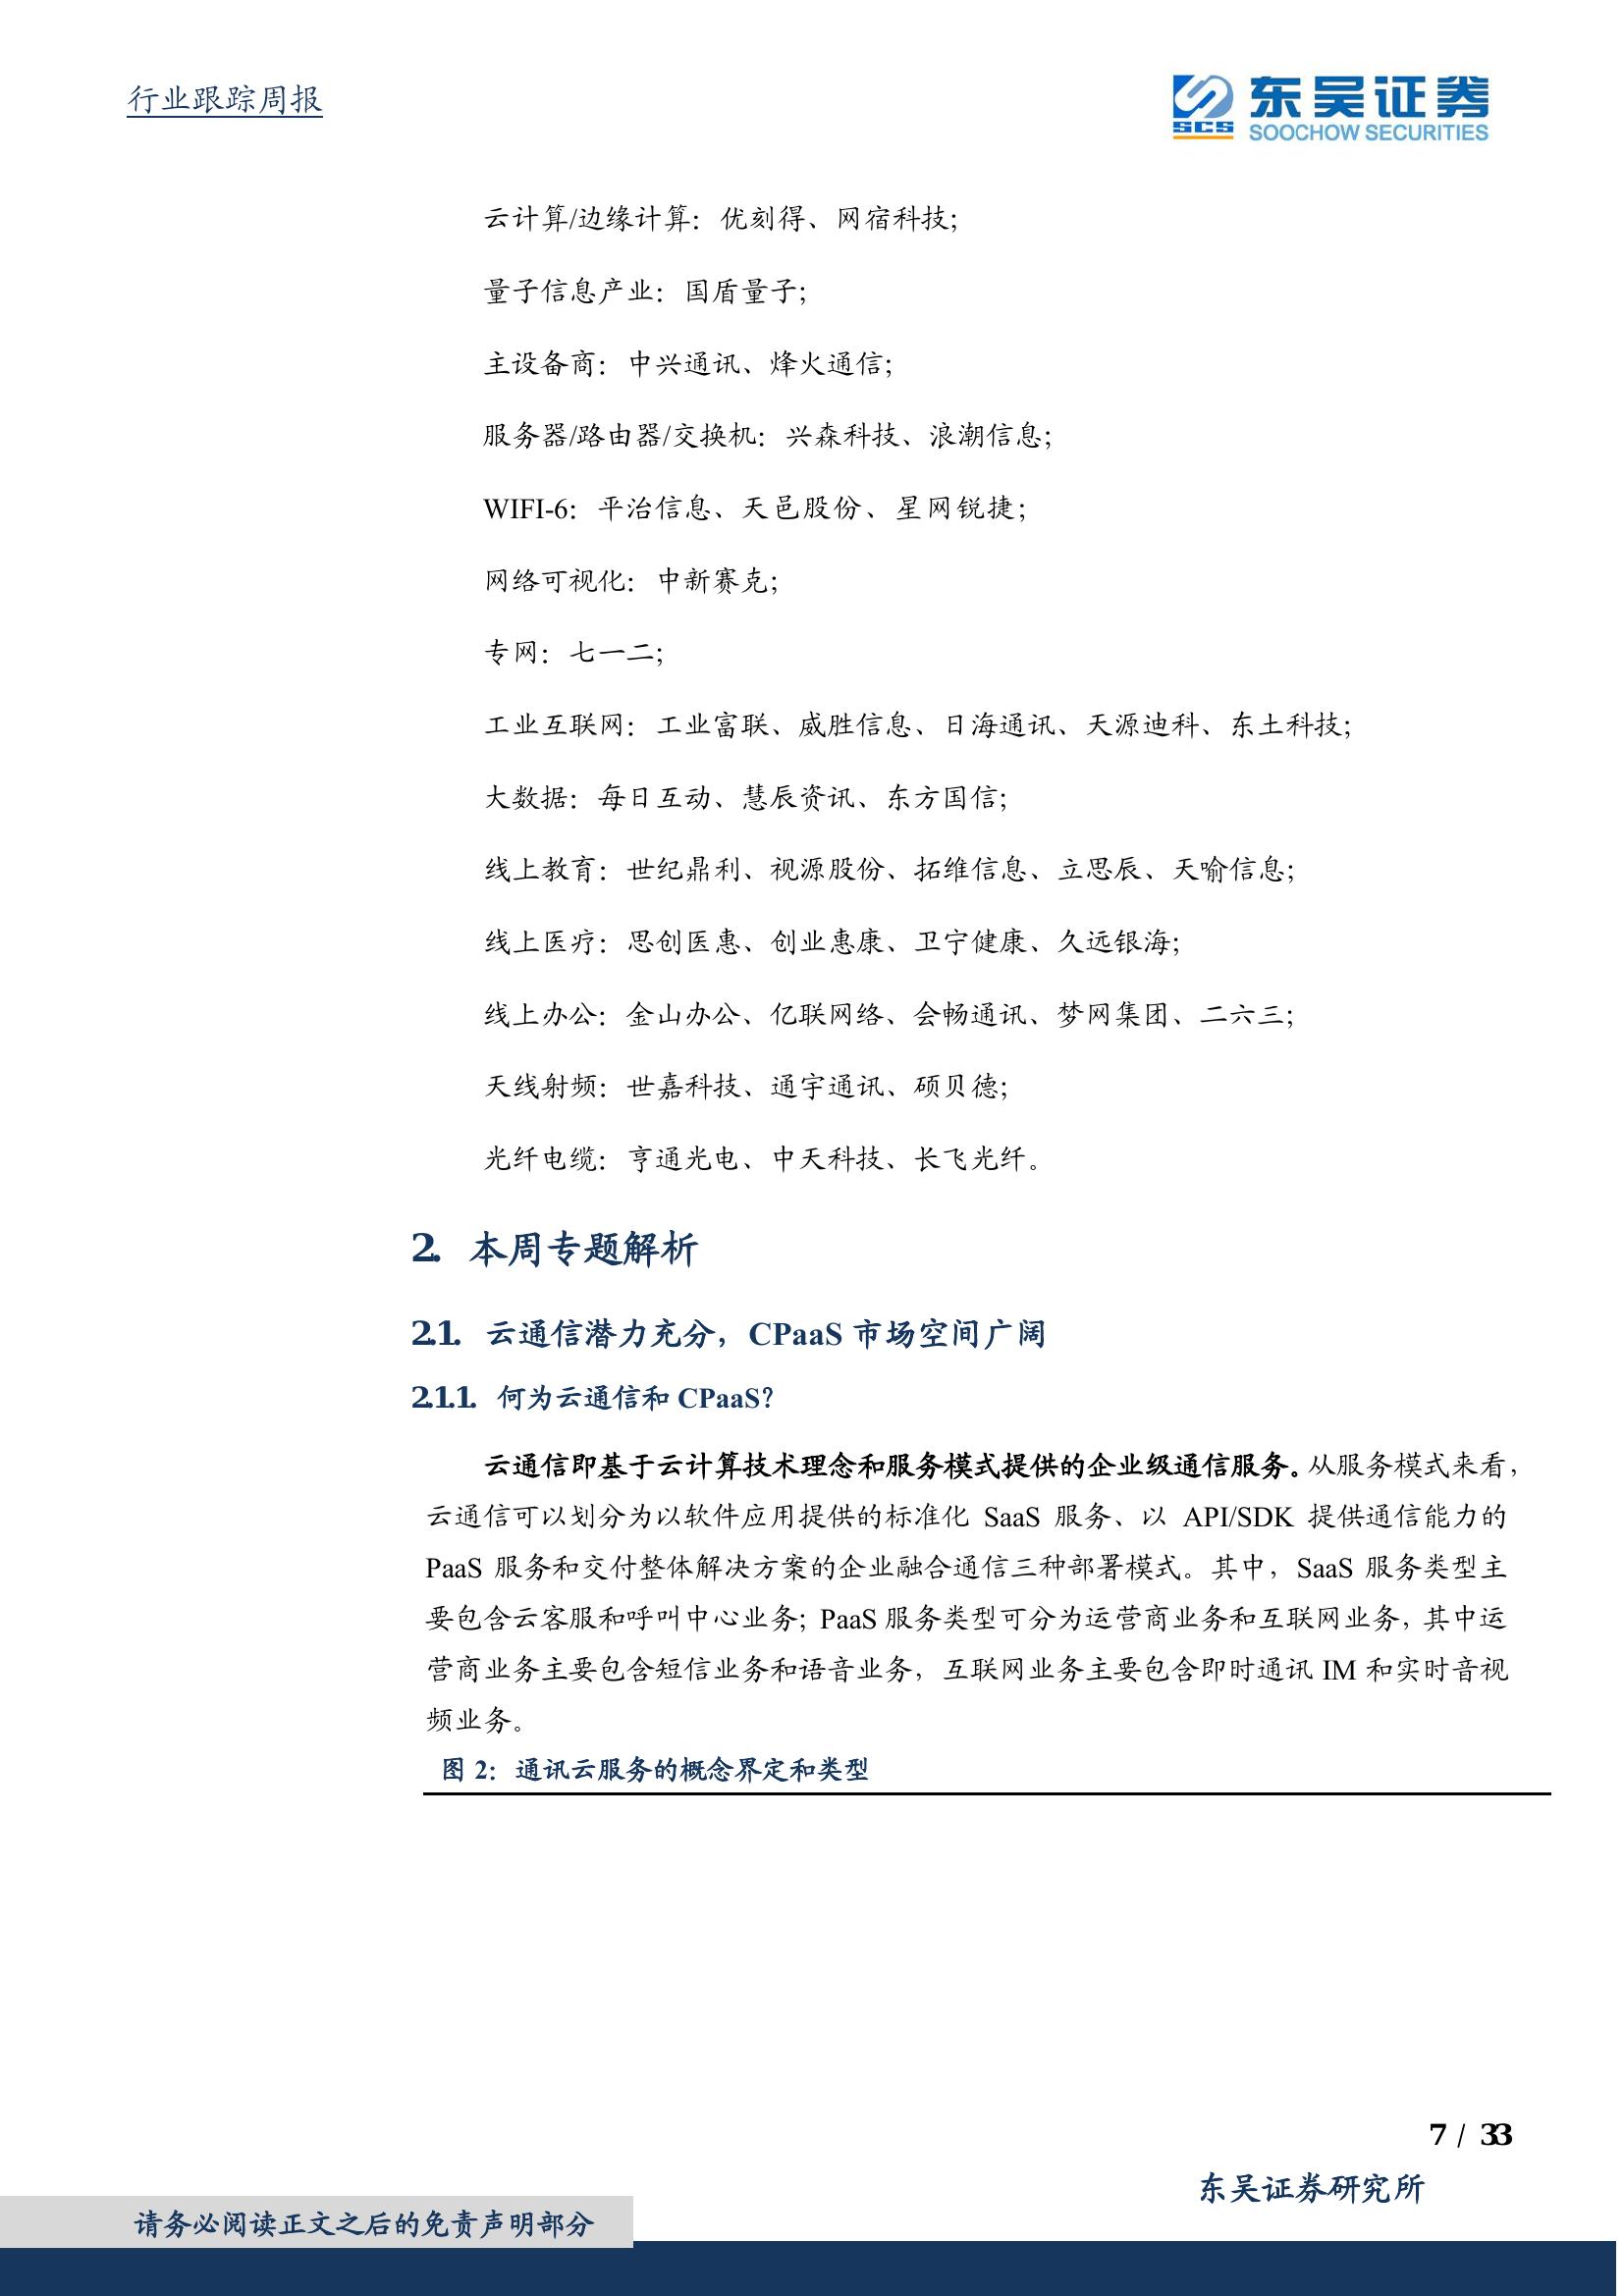 行业跟踪周报
SCS
东吴证券
SOOCHOW SECURITIES
云计算/边缘计算：优刻得、网宿科技；
量子信息产业：国盾量子；
主设备商：中兴通讯、烽火通信；
服务器/路由器/交换机：兴森科技、浪潮信息；
WIFI-6：平治信息、天邑股份、星网锐捷；
网络可视化：中新赛克；
专网：七一二；
工业互联网：工业富联、威胜信息、日海通讯、天源迪科、东土科技；
大数据：每日互动、慧辰资讯、东方国信；
线上教育：世纪鼎利、视源股份、拓维信息、立思辰、天喻信息；
线上医疗：思创医惠、创业惠康、卫宁健康、久远银海；
线上办公：金山办公、亿联网络、会畅通讯、梦网集团、二六三；
天线射频：世嘉科技、通宇通讯、硕贝德；
光纤电缆：亨通光电、中天科技、长飞光纤。
2. 本周专题解析
2.1. 云通信潜力充分，CPaaS 市场空间广阔
2.1.1. 何为云通信和 CPaaS？
云通信即基于云计算技术理念和服务模式提供的企业级通信服务。从服务模式来看，
云通信可以划分为以软件应用提供的标准化 SaaS 服务、以 API/SDK 提供通信能力的
PaaS 服务和交付整体解决方案的企业融合通信三种部署模式。其中，SaaS 服务类型主
要包含云客服和呼叫中心业务；PaaS 服务类型可分为运营商业务和互联网业务，其中运
营商业务主要包含短信业务和语音业务，互联网业务主要包含即时通讯 IM 和实时音视
频业务。
图 2：通讯云服务的概念界定和类型
7 / 33
东吴证券研究所
请务必阅读正文之后的免责声明部分